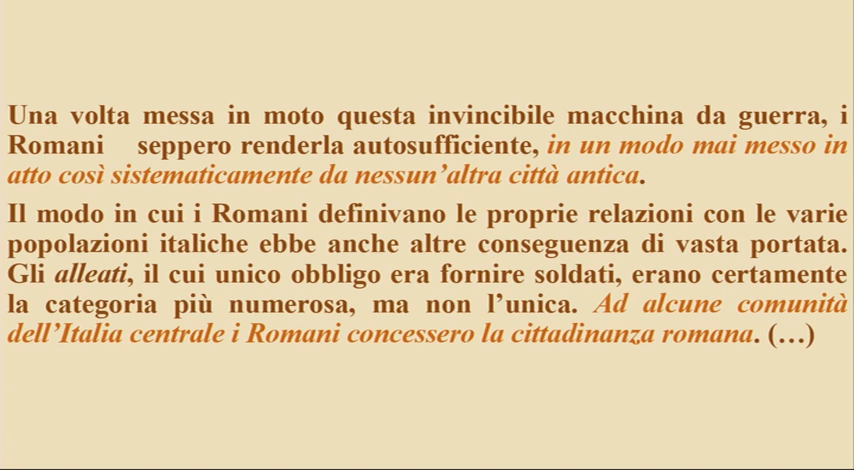 Una volta messa in moto questa invincibile macchina da guerra, i
Romani seppero renderla autosufficiente, in un modo mai messo in
atto così sistematicamente da nessun’altra città antica.
Il modo in cui i Romani definivano le proprie relazioni con le varie
popolazioni italiche ebbe anche altre conseguenza di vasta portata.
Gli alleati, il cui unico obbligo era fornire soldati, erano certamente
la categoria più numerosa, ma non l’unica. Ad alcune comunità
dell’Italia centrale i Romani concessero la cittadinanza romana. (…)